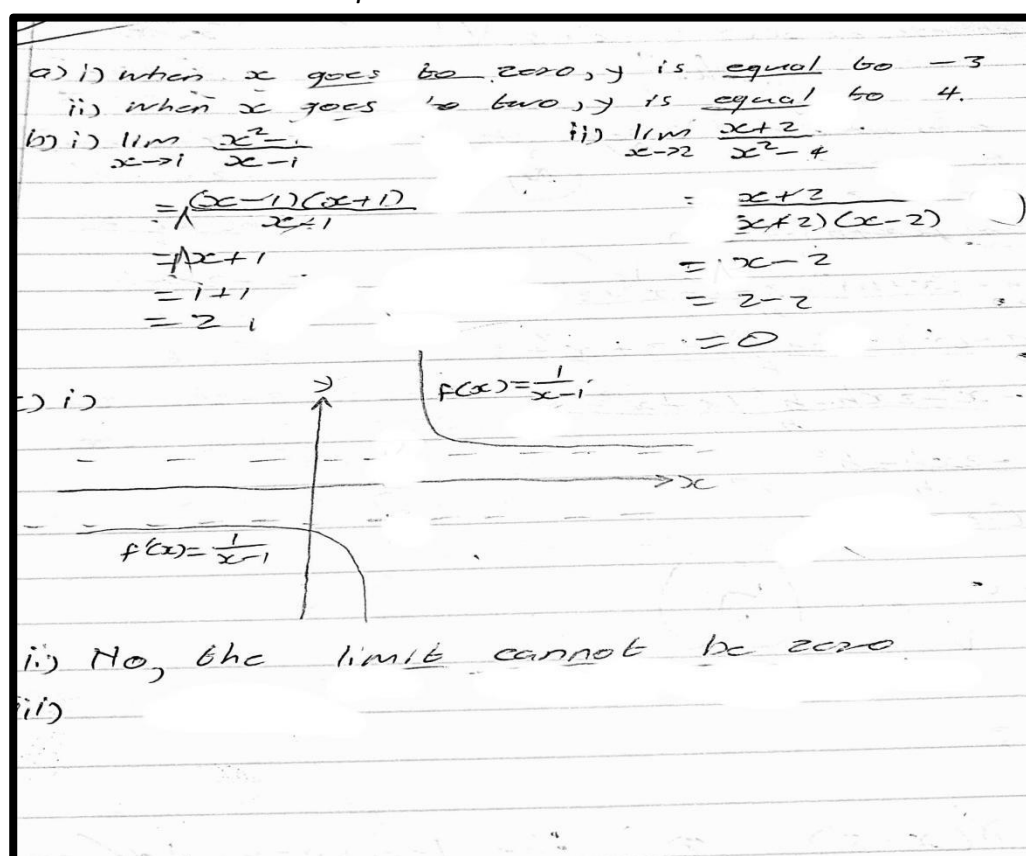 a) i) when x goes to zero, y is equal to -3
ii) when x goes to two, y is equal to 4.
b) i) lim x→1 x² - / x-1
= (x-1)(x+1) / x-1
= x+1
= 1+1
= 2
ii) lim x→2 x+2 / x²-4
= x+2 / x+2)(x-2)
= x-2
= 2-2
= 0
) i)
y
f(x) = 1/x-1
x
f'(x) = 1/x-1
ii) No, the limit cannot be zero
iii)